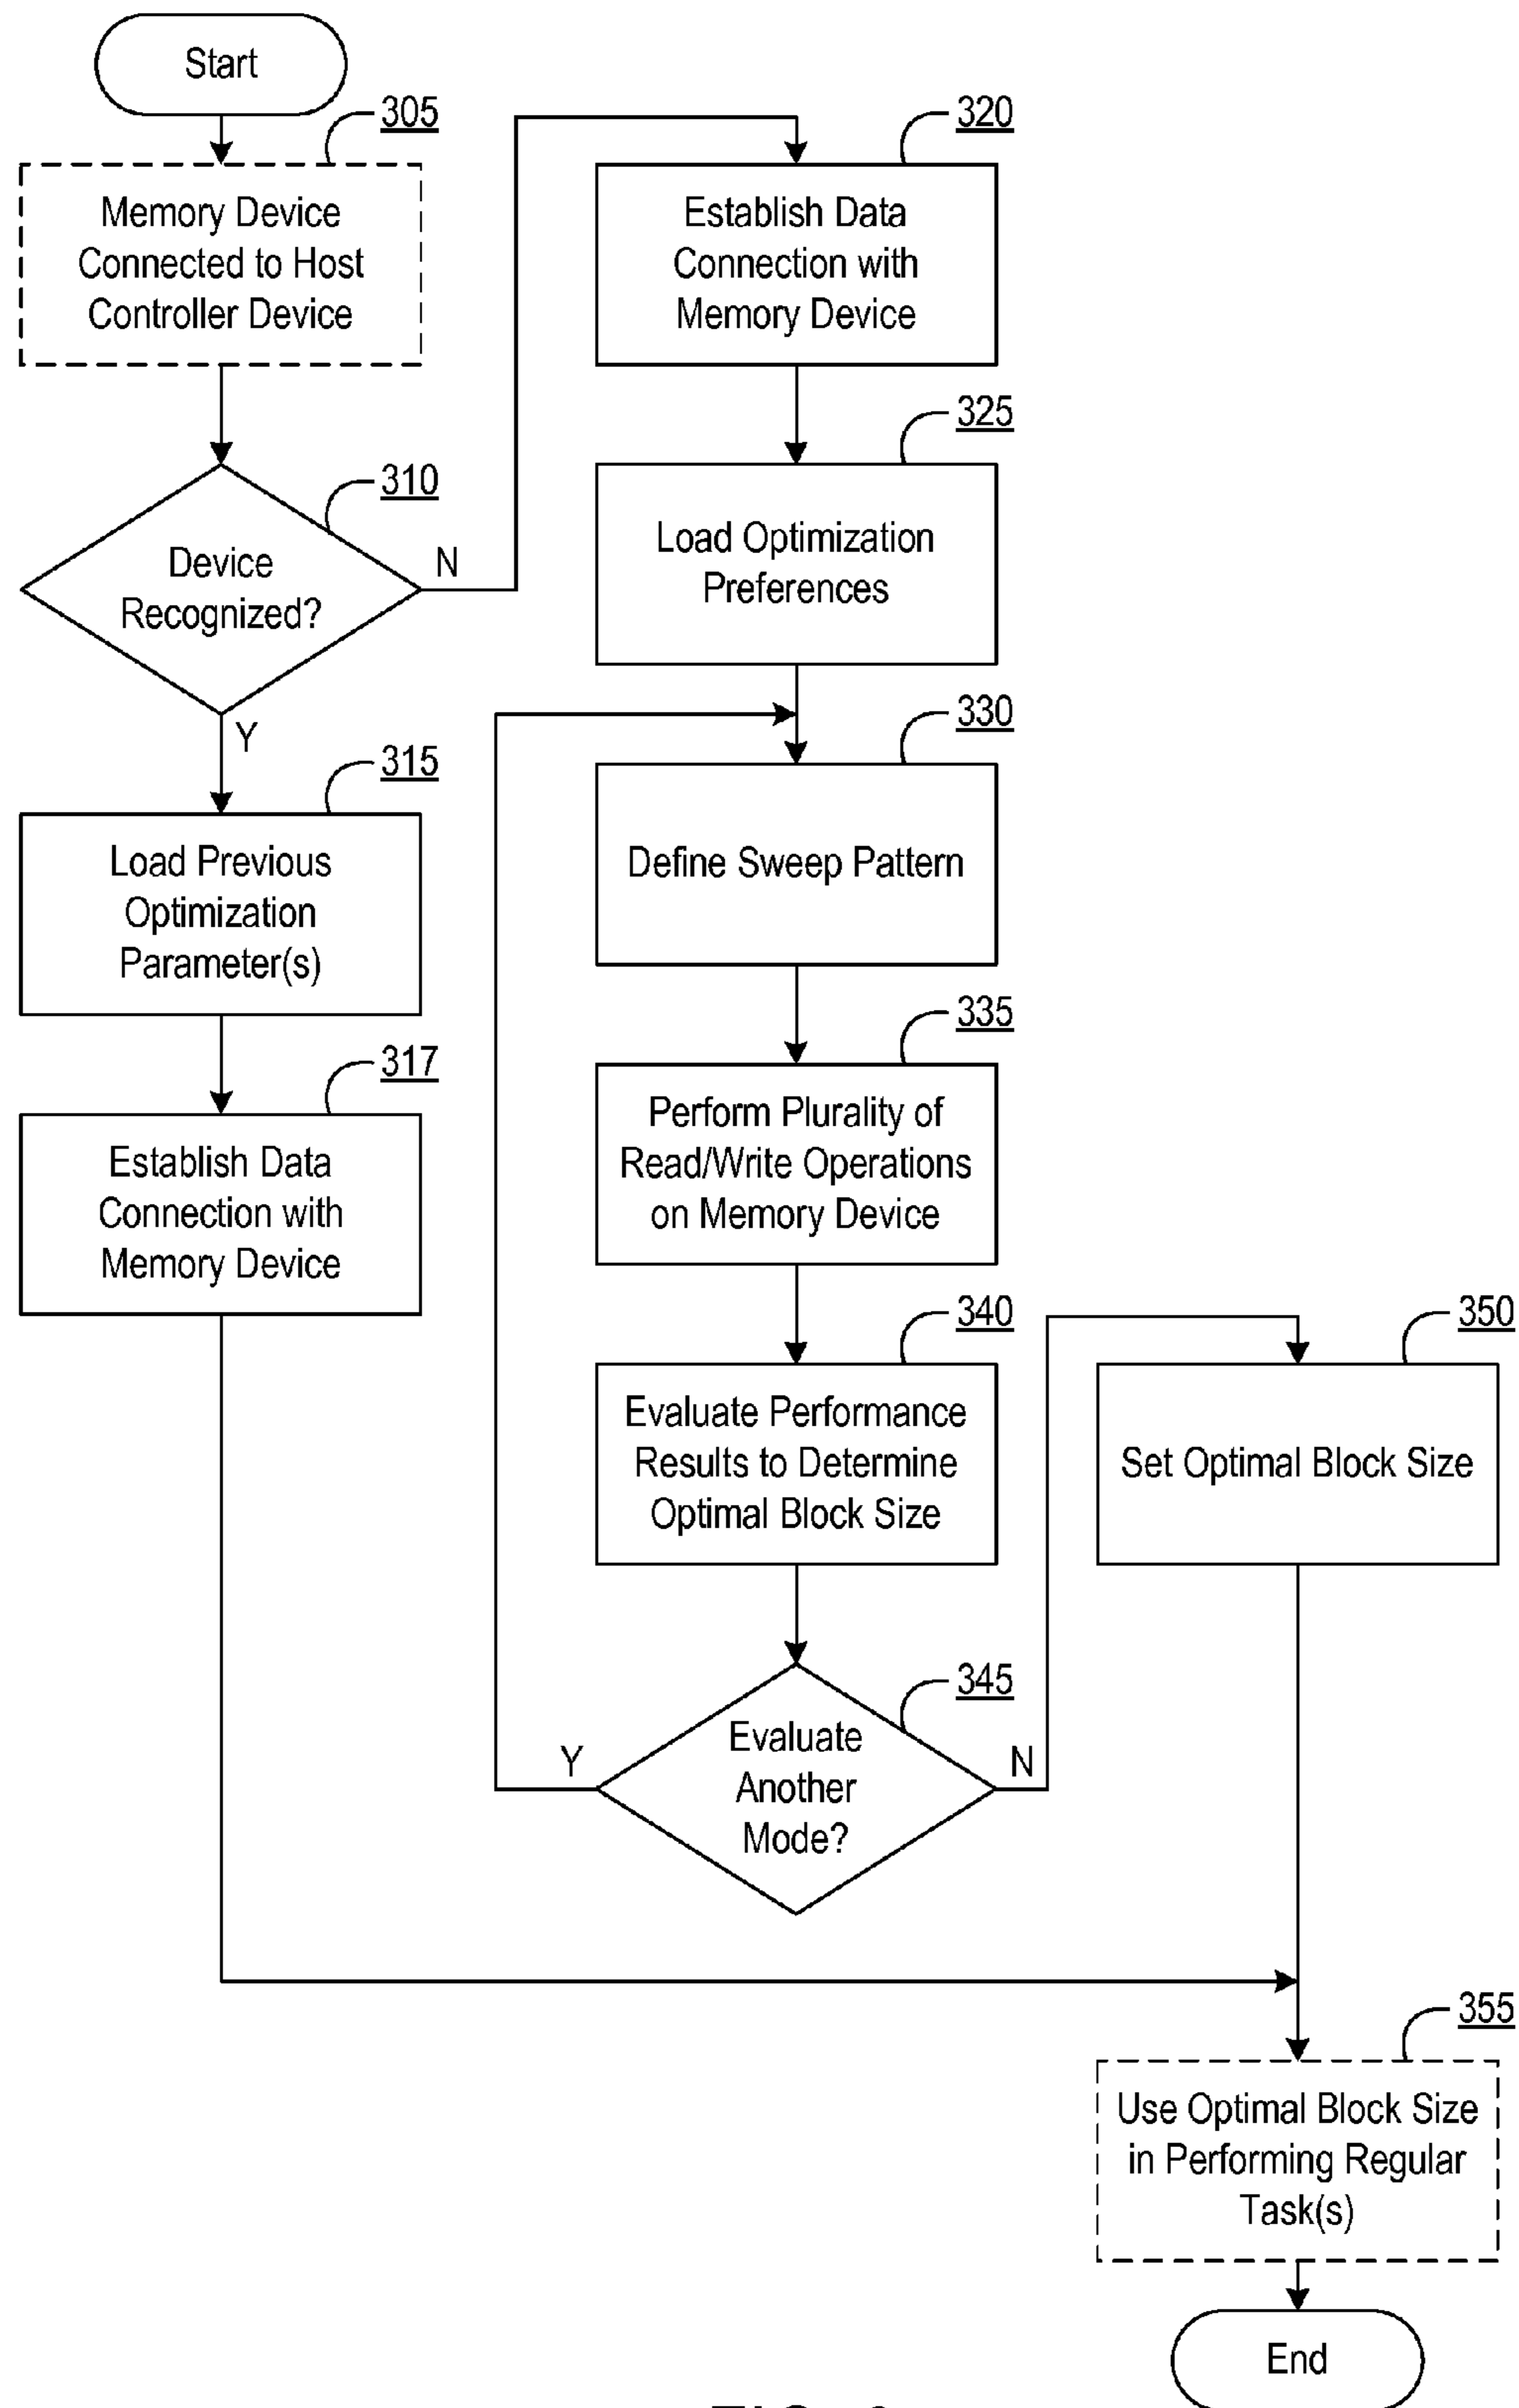 Start
305
Memory Device
Connected to Host
Controller Device
310
Device
Recognized?
N
Y
315
Load Previous
Optimization
Parameter(s)
317
Establish Data
Connection with
Memory Device
320
Establish Data
Connection with
Memory Device
325
Load Optimization
Preferences
330
Define Sweep Pattern
335
Perform Plurality of
Read/Write Operations
on Memory Device
340
Evaluate Performance
Results to Determine
Optimal Block Size
345
Evaluate
Another
Mode?
Y
N
350
Set Optimal Block Size
355
Use Optimal Block Size
in Performing Regular
Task(s)
End